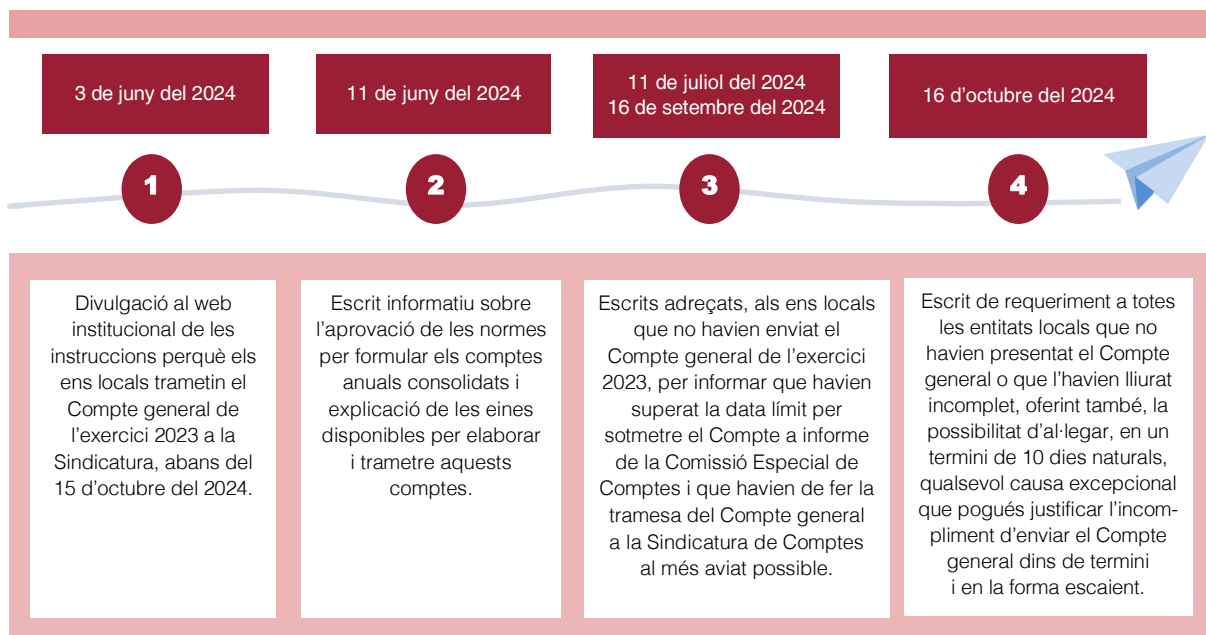 3 de juny del 2024
11 de juny del 2024
11 de juliol del 2024
16 de setembre del 2024
16 d’octubre del 2024
1
2
3
4
Divulgació al web
institucional de les
instruccions perquè els
ens locals trametin el
Compte general de
l’exercici 2023 a la
Sindicatura, abans del
15 d’octubre del 2024.
Escrit informatiu sobre
l’aprovació de les normes
per formular els comptes
anuals consolidats i
explicació de les eines
disponibles per elaborar
i trametre aquests
comptes.
Escrits adreçats, als ens locals
que no havien enviat el
Compte general de l’exercici
2023, per informar que havien
superat la data límit per
sotmetre el Compte a informe
de la Comissió Especial de
Comptes i que havien de fer la
tramesa del Compte general
a la Sindicatura de Comptes
al més aviat possible.
Escrit de requeriment a totes
les entitats locals que no
havien presentat el Compte
general o que l’havien lliurat
incomplet, oferint també, la
possibilitat d’al·legar, en un
termini de 10 dies naturals,
qualsevol causa excepcional
que pogués justificar l’incom-
pliment d’enviar el Compte
general dins de termini
i en la forma escaient.